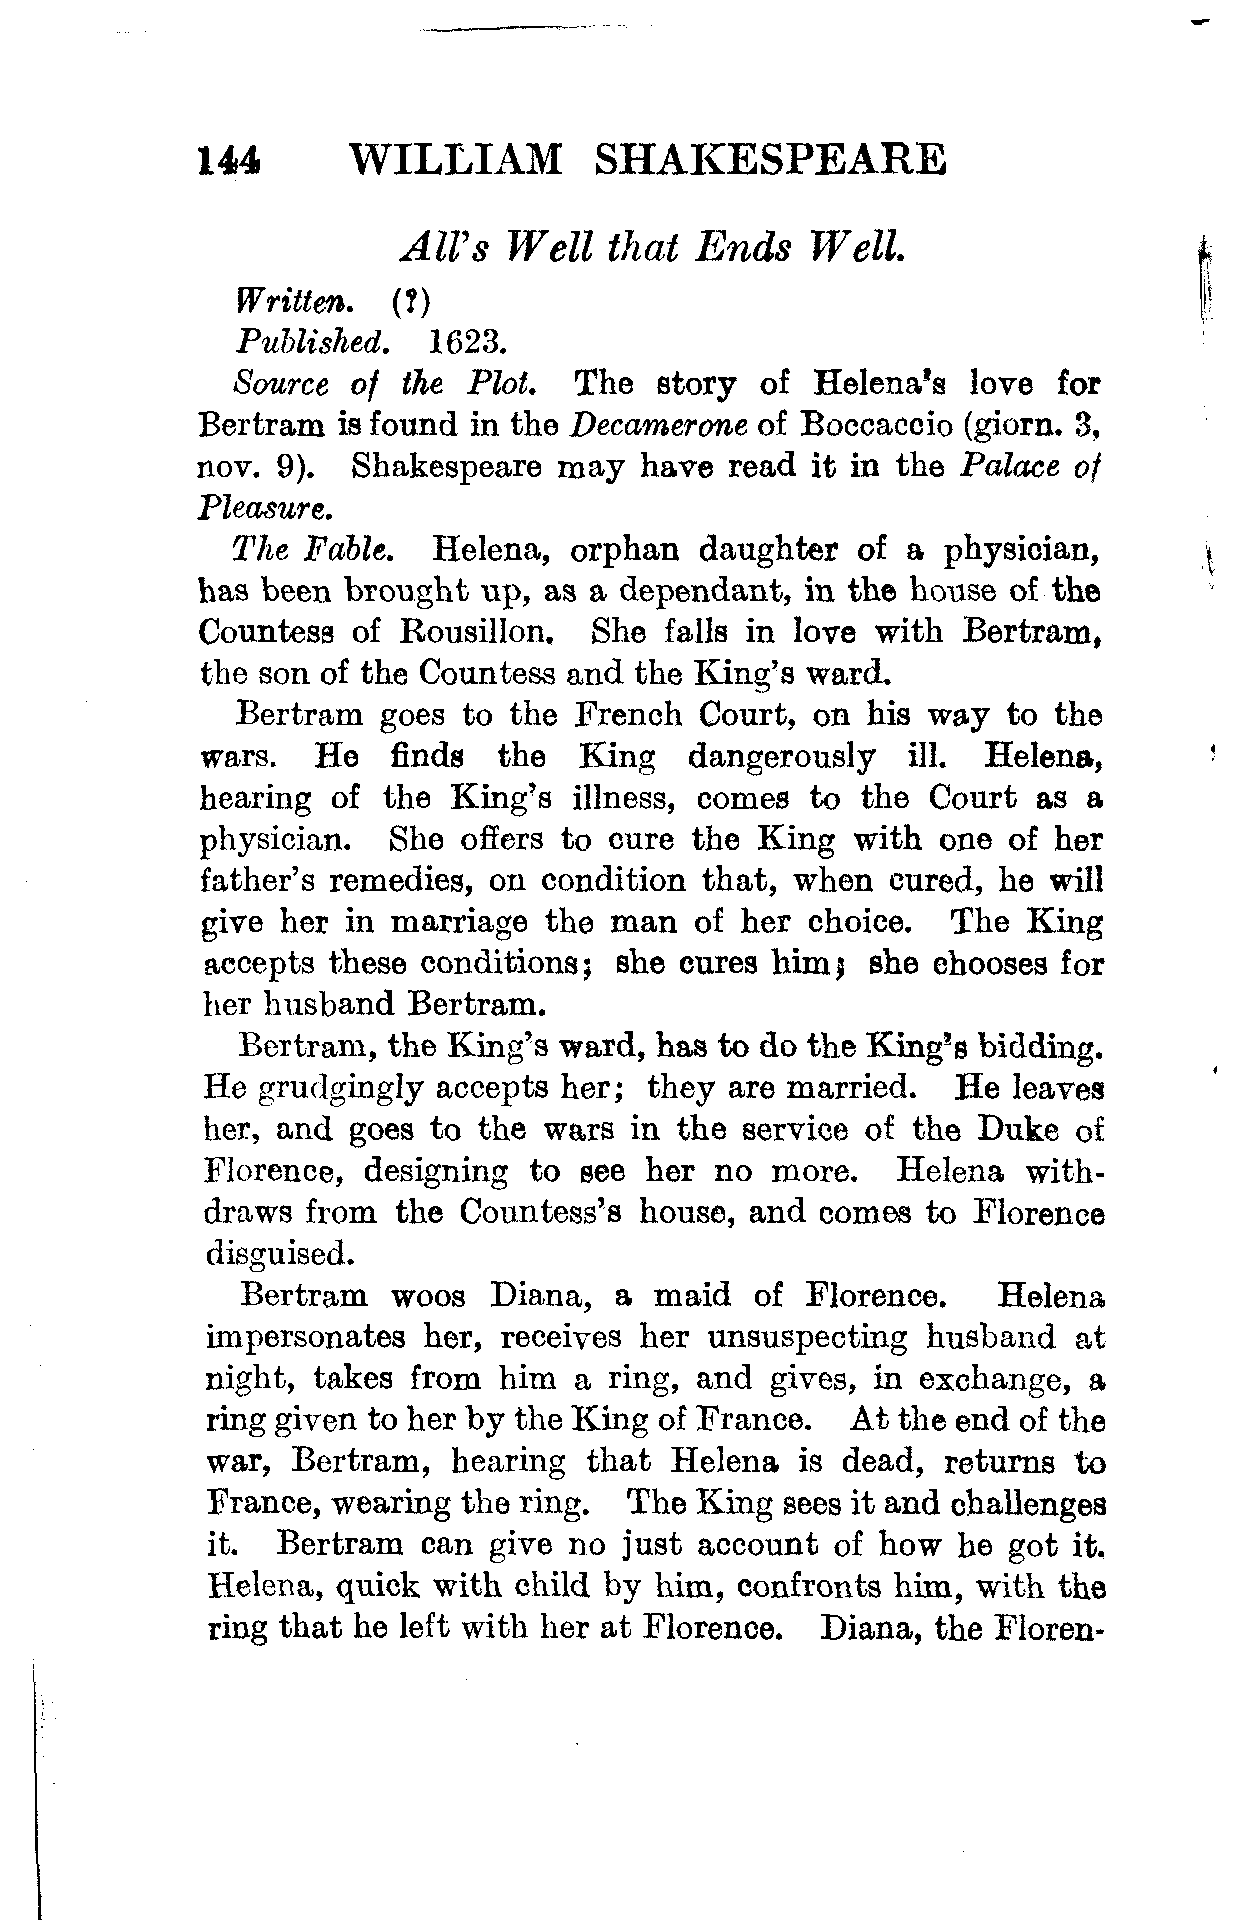 144 WILLIAM SHAKESPEARE
All's Well that Ends Well.
Written. (?)
Published. 1623.
Source of the Plot. The story of Helena's love for
Bertram is found in the Decamerone of Boccaccio (giorn. 3,
nov. 9). Shakespeare may have read it in the Palace of
Pleasure.
The Fable. Helena, orphan daughter of a physician,
has been brought up, as a dependant, in the house of the
Countess of Rousillon. She falls in love with Bertram,
the son of the Countess and the King's ward.
Bertram goes to the French Court, on his way to the
wars. He finds the King dangerously ill. Helena,
hearing of the King's illness, comes to the Court as a
physician. She offers to cure the King with one of her
father's remedies, on condition that, when cured, he will
give her in marriage the man of her choice. The King
accepts these conditions; she cures him; she chooses for
her husband Bertram.
Bertram, the King's ward, has to do the King's bidding.
He grudgingly accepts her; they are married. He leaves
her, and goes to the wars in the service of the Duke of
Florence, designing to see her no more. Helena with-
draws from the Countess's house, and comes to Florence
disguised.
Bertram woos Diana, a maid of Florence. Helena
impersonates her, receives her unsuspecting husband at
night, takes from him a ring, and gives, in exchange, a
ring given to her by the King of France. At the end of the
war, Bertram, hearing that Helena is dead, returns to
France, wearing the ring. The King sees it and challenges
it. Bertram can give no just account of how he got it.
Helena, quick with child by him, confronts him, with the
ring that he left with her at Florence. Diana, the Floren-